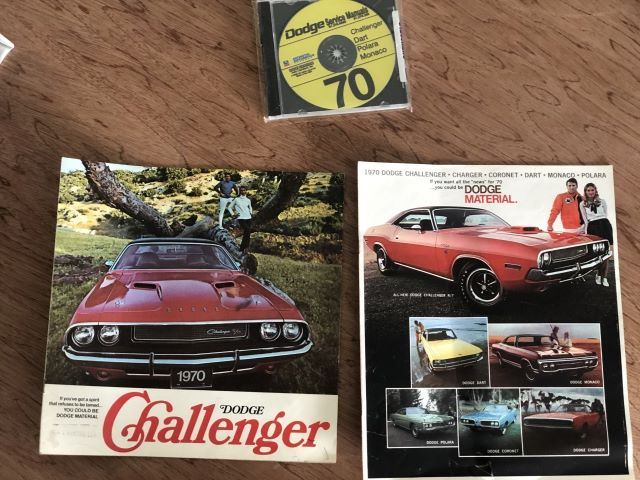 Dodge Service Manuals
Challenger
Dart
Polara
Monaco
70
DODGE
Challenger R/T
1970
If you've got a spirit
that refuses to be tamed,
YOU COULD BE
DODGE MATERIAL
DODGE
Challenger
1970 DODGE CHALLENGER • CHARGER • CORONET • DART • MONACO • POLARA
If you want all the "news" for '70
...you could be DODGE
MATERIAL.
ALL-NEW DODGE CHALLENGER R/T
DODGE DART
DODGE MONACO
DODGE POLARA
DODGE CORONET
DODGE CHARGER